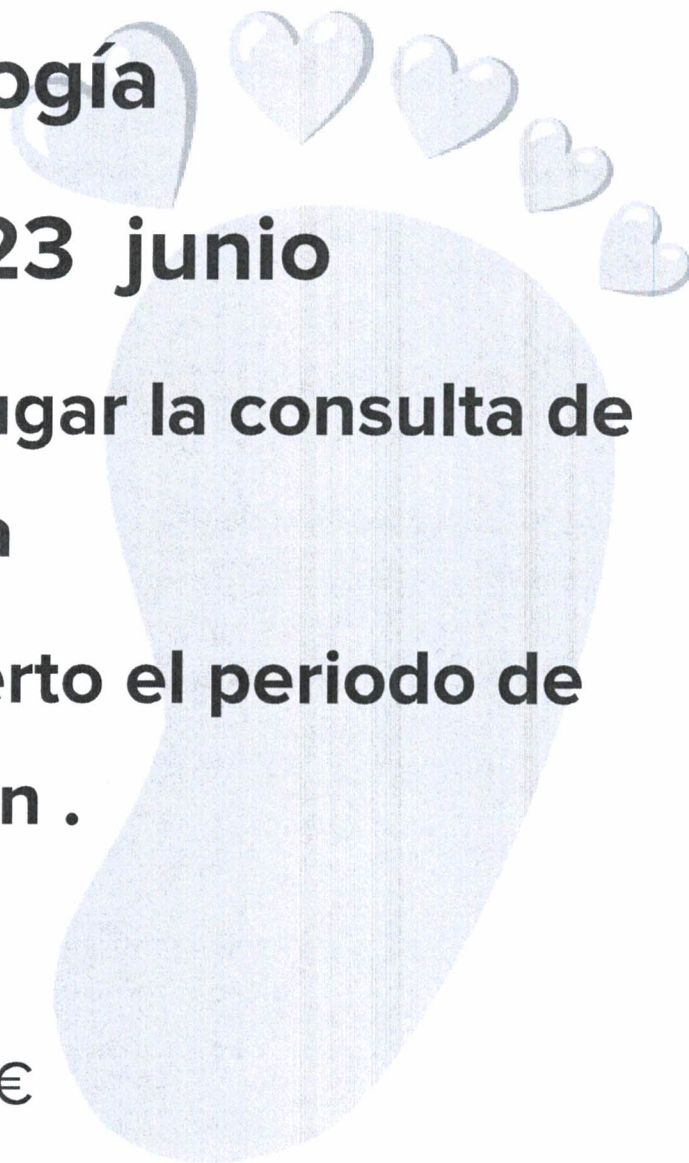 ogía
23 junio
ugar la consulta de
erto el periodo de
n .
€